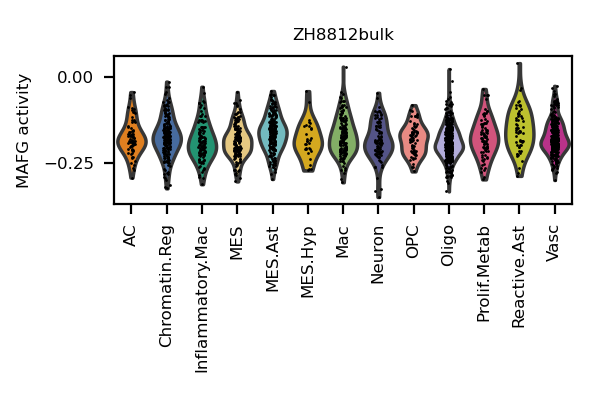 ZH8812bulk
MAFG activity
0.00
−0.25
AC
Chromatin.Reg
Inflammatory.Mac
MES
MES.Ast
MES.Hyp
Mac
Neuron
OPC
Oligo
Prolif.Metab
Reactive.Ast
Vasc